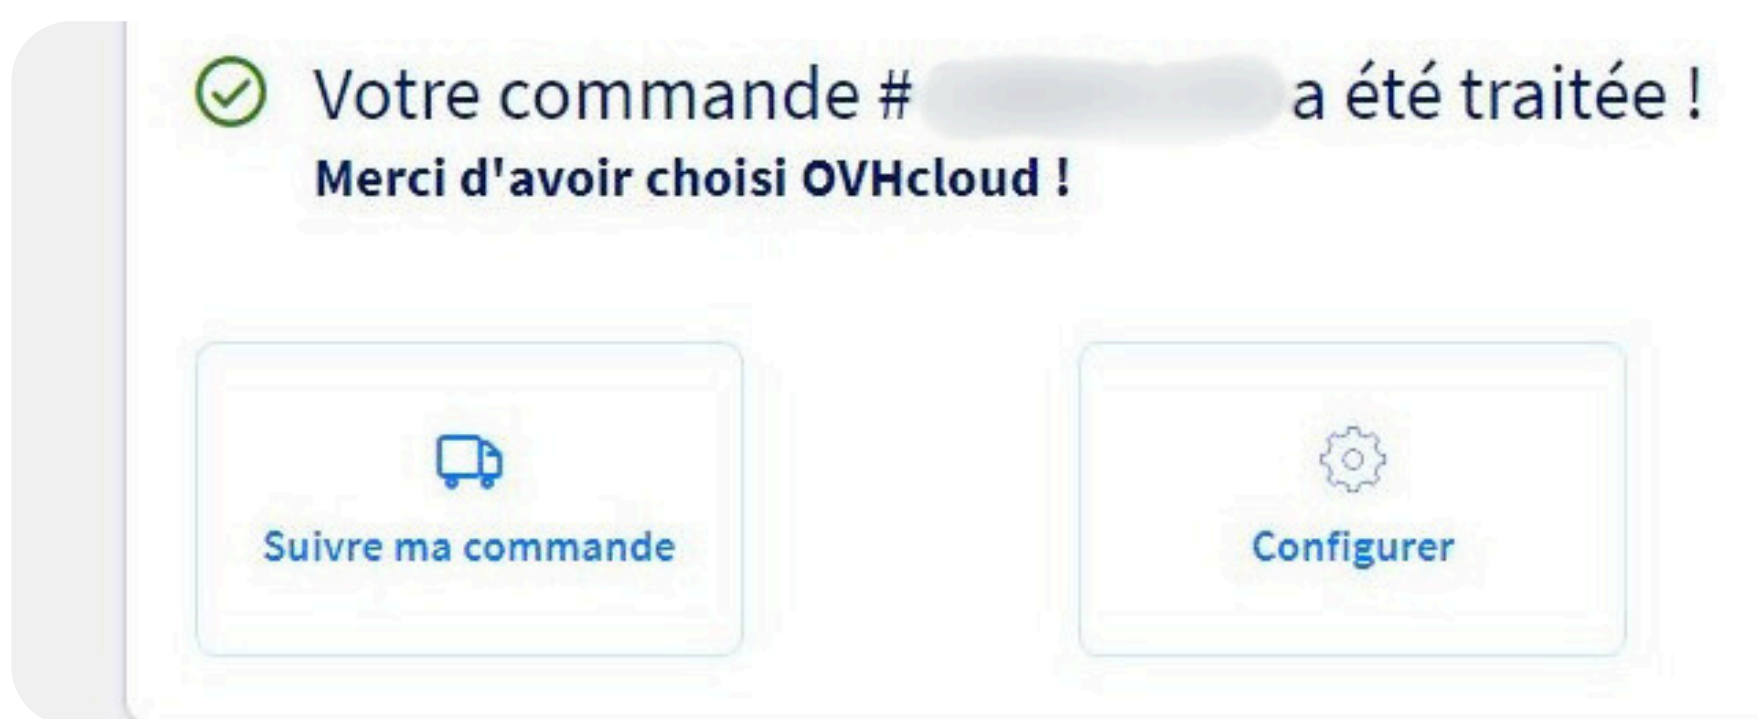 Votre commande # a été traitée !
Merci d'avoir choisi OVHcloud !
Suivre ma commande
Configurer